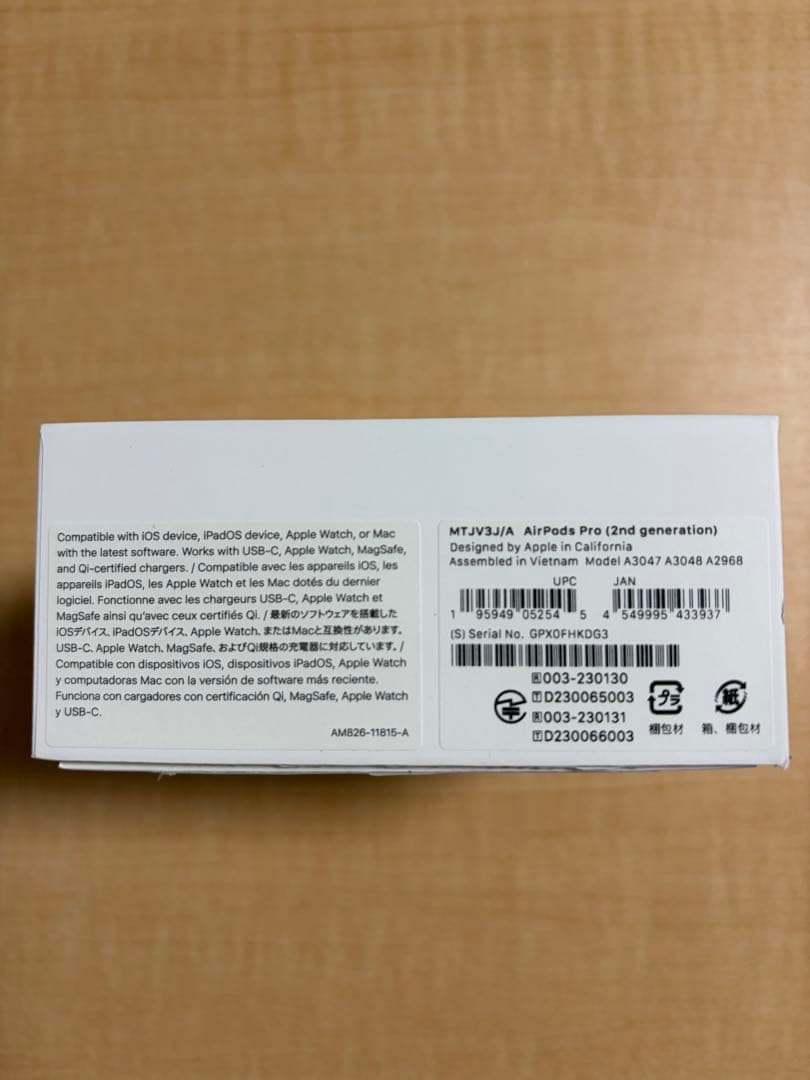 Compatible with iOS device, iPadOS device, Apple Watch, or Mac
with the latest software. Works with USB-C, Apple Watch, MagSafe,
and Qi-certified chargers. / Compatible avec les appareils iOS, les
appareils iPadOS, les Apple Watch et les Mac dotés du dernier
logiciel. Fonctionne avec les chargeurs USB-C, Apple Watch et
MagSafe ainsi qu'avec ceux certifiés Qi. / 最新のソフトウェアを搭載した
iOSデバイス、iPadOSデバイス、Apple Watch、またはMacと互換性があります。
USB-C、Apple Watch、MagSafe、およびQi規格の充電器に対応しています。 /
Compatible con dispositivos iOS, dispositivos iPadOS, Apple Watch
y computadoras Mac con la versión de software más reciente.
Funciona con cargadores con certificación Qi, MagSafe, Apple Watch
y USB-C.
AM826-11815-A
MTJV3J/A AirPods Pro (2nd generation)
Designed by Apple in California
Assembled in Vietnam Model A3047 A3048 A2968
UPC JAN
1 95949 05254 5 4 549995 433937
(S) Serial No. GPX0FHKDG3
R 003-230130
T D230065003
R 003-230131
T D230066003
プラ
梱包材
紙
箱、梱包材